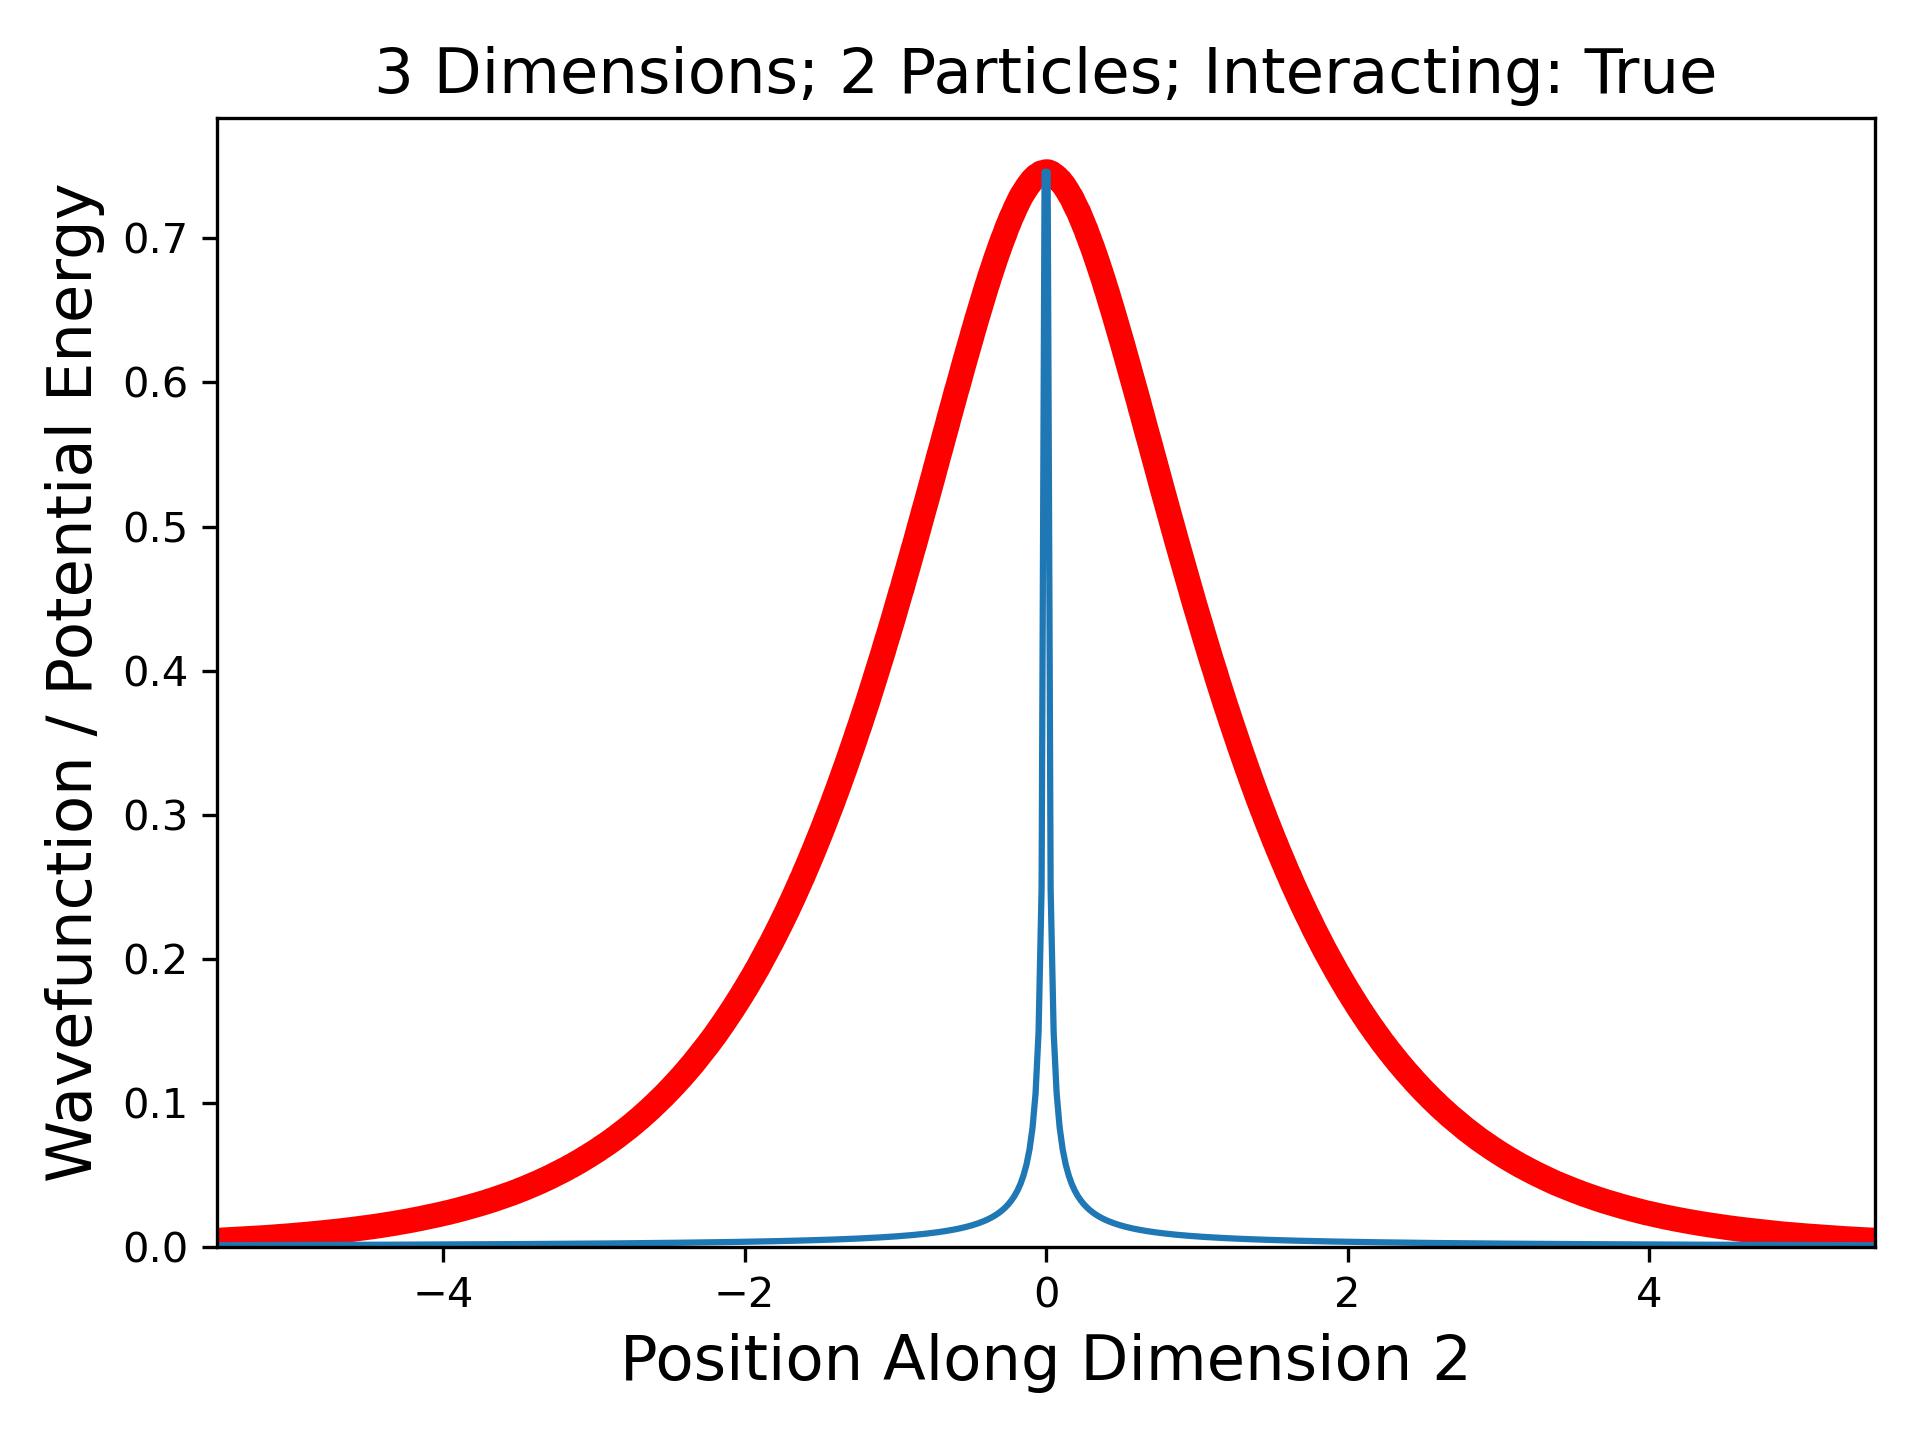 3 Dimensions; 2 Particles; Interacting: True
Wavefunction / Potential Energy
0.7
0.6
0.5
0.4
0.3
0.2
0.1
0.0
−4 −2 0 2 4
Position Along Dimension 2